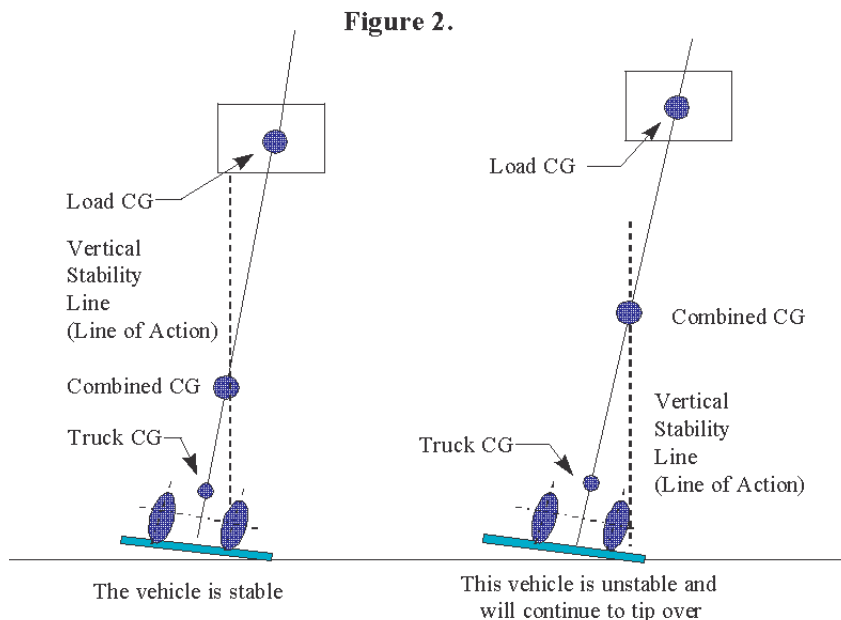 Figure 2.
Load CG
Vertical
Stability
Line
(Line of Action)
Combined CG
Truck CG
The vehicle is stable
Load CG
Combined CG
Vertical
Stability
Line
(Line of Action)
Truck CG
This vehicle is unstable and
will continue to tip over